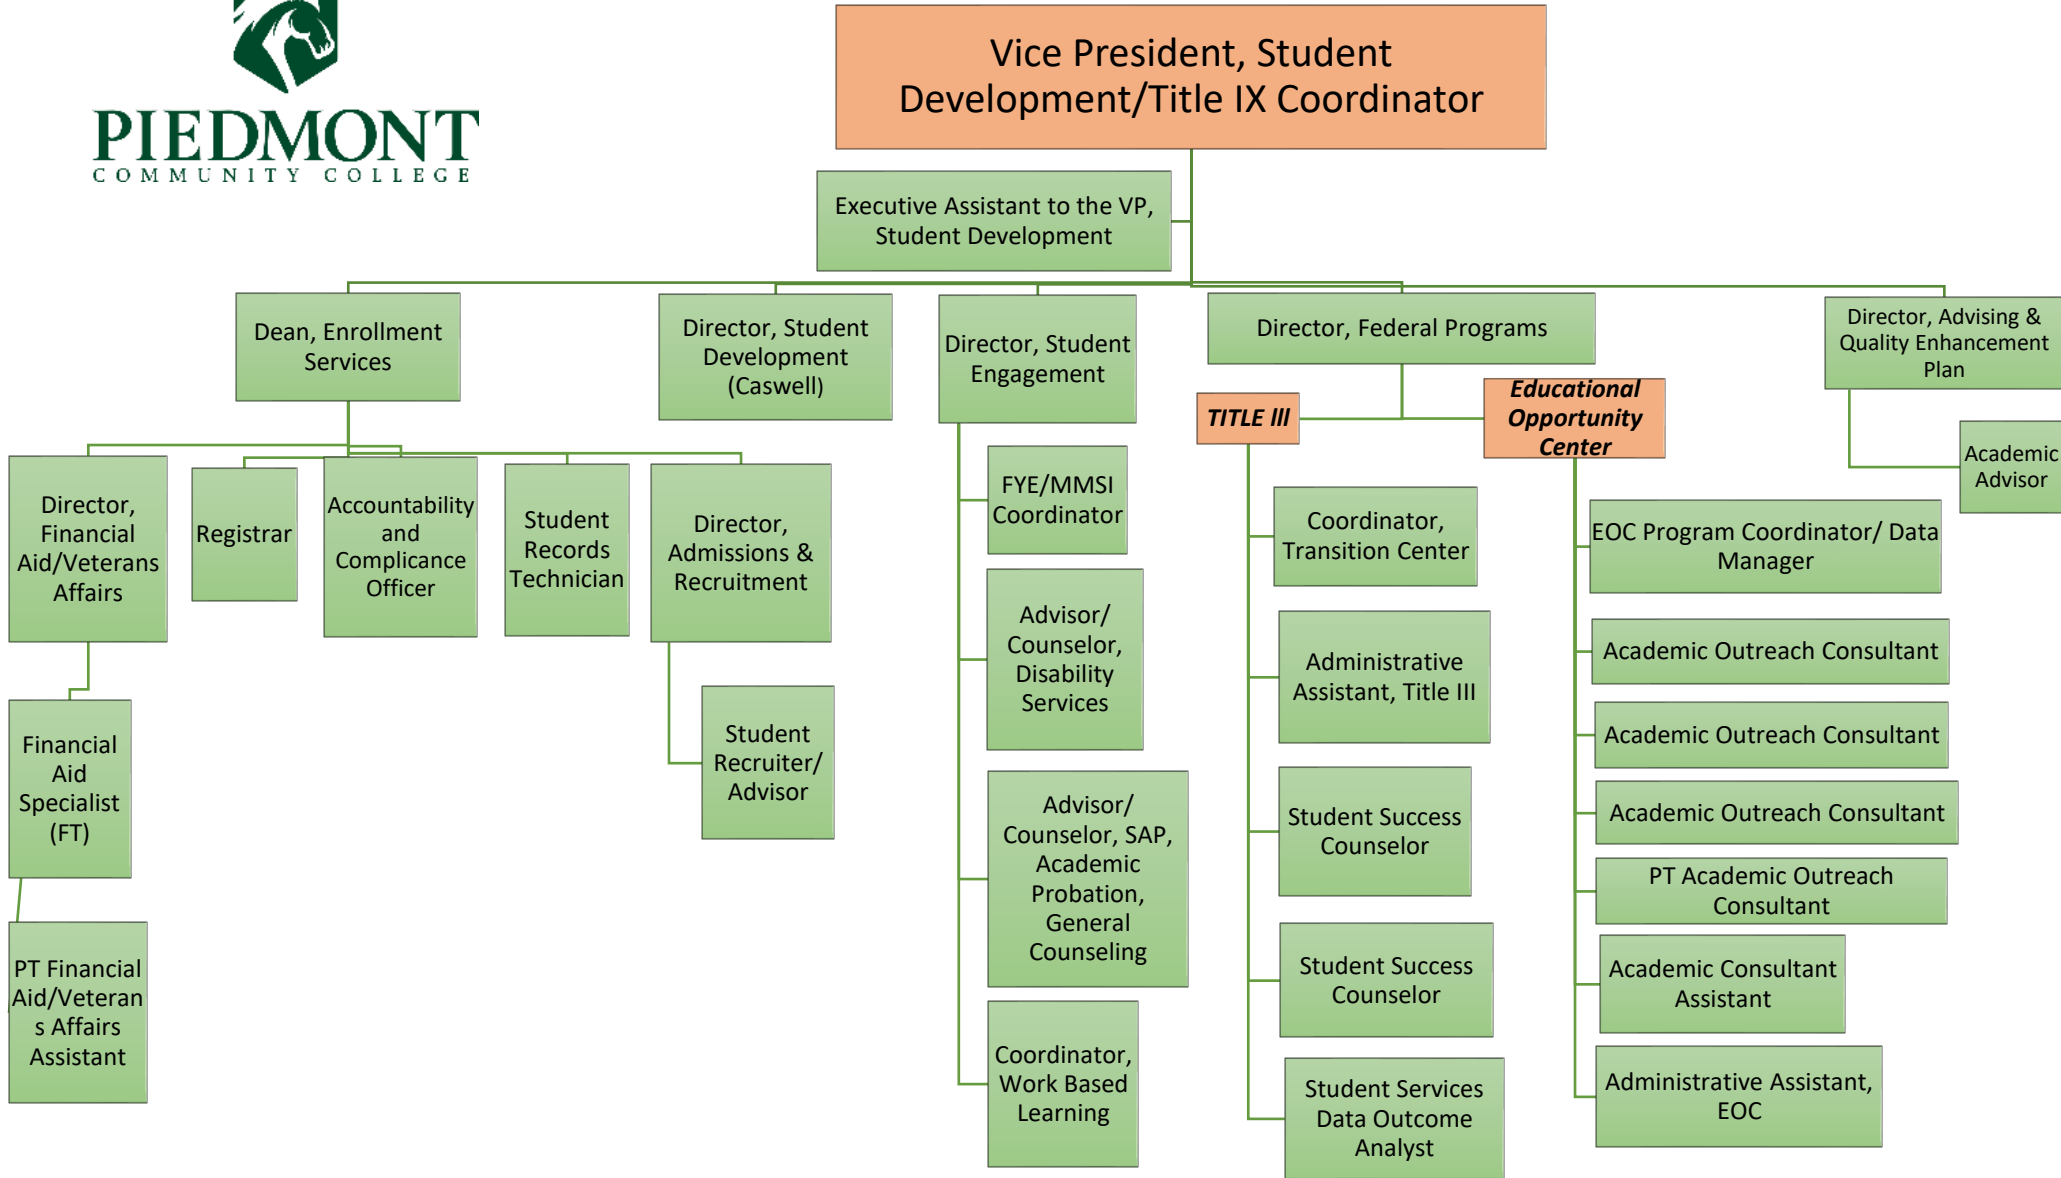 PIEDMONT
COMMUNITY COLLEGE
Vice President, Student
Development/Title IX Coordinator
Executive Assistant to the VP,
Student Development
Dean, Enrollment
Services
Director, Student
Development
(Caswell)
Director, Student
Engagement
Director, Federal Programs
Director, Advising &
Quality Enhancement
Plan
TITLE lll
Educational
Opportunity
Center
Academic
Advisor
Director,
Financial
Aid/Veterans
Affairs
Registrar
Accountability
and
Complicance
Officer
Student
Records
Technician
Director,
Admissions &
Recruitment
Financial
Aid
Specialist
(FT)
PT Financial
Aid/Veteran
s Affairs
Assistant
Student
Recruiter/
Advisor
FYE/MMSI
Coordinator
Advisor/
Counselor,
Disability
Services
Advisor/
Counselor, SAP,
Academic
Probation,
General
Counseling
Coordinator,
Work Based
Learning
Coordinator,
Transition Center
Administrative
Assistant, Title III
Student Success
Counselor
Student Success
Counselor
Student Services
Data Outcome
Analyst
EOC Program Coordinator/ Data
Manager
Academic Outreach Consultant
Academic Outreach Consultant
Academic Outreach Consultant
PT Academic Outreach
Consultant
Academic Consultant
Assistant
Administrative Assistant,
EOC